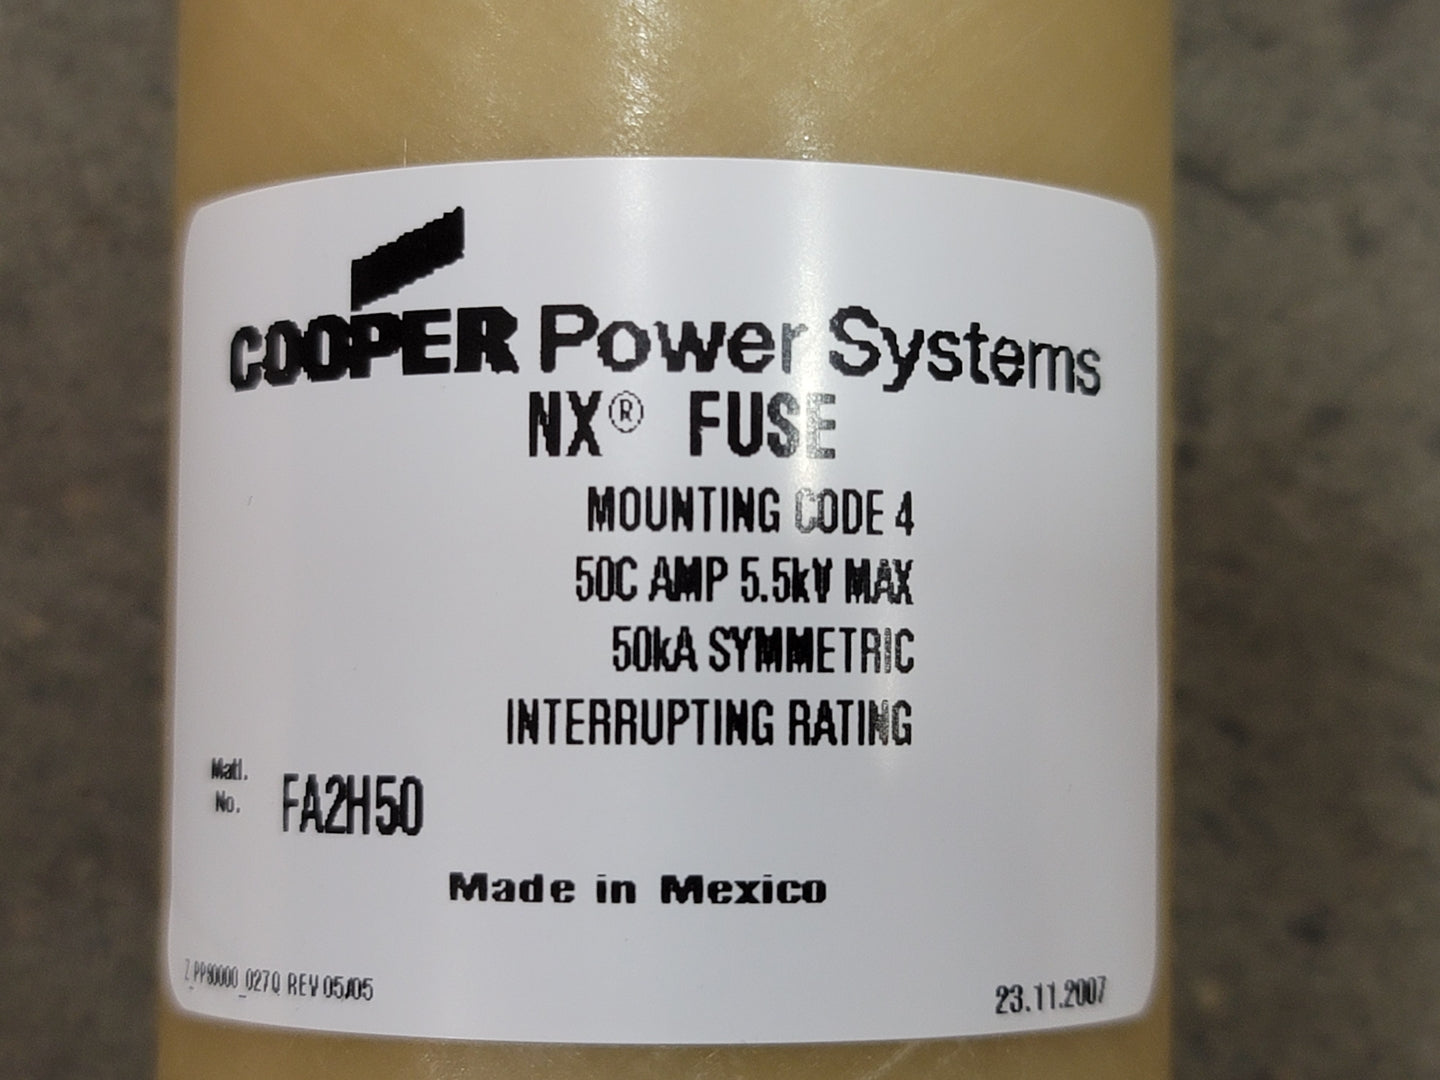 COOPER Power Systems
NX® FUSE
MOUNTING CODE 4
50C AMP 5.5kV MAX
50kA SYMMETRIC
INTERRUPTING RATING
Matl.
No. FA2H50
Made in Mexico
Z_PP90000_027Q REV 05/05
23.11.2007